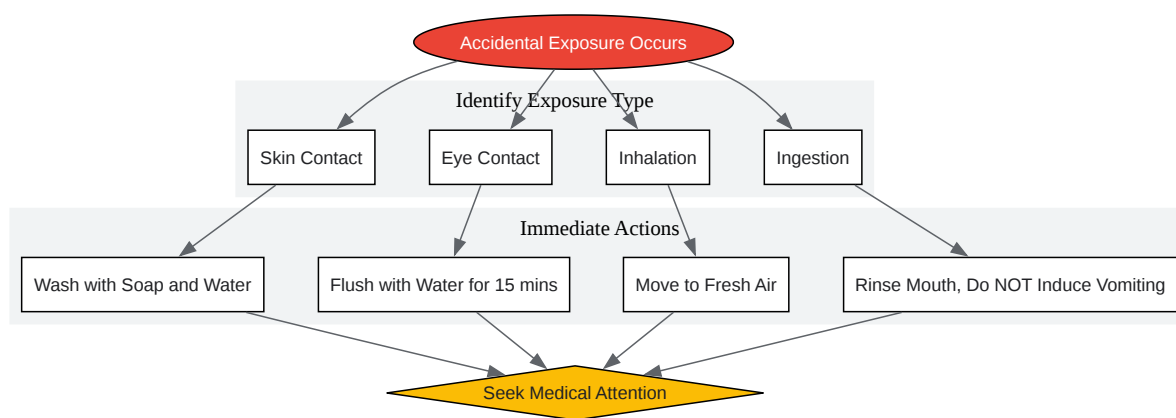 Accidental Exposure Occurs
Identify Exposure Type
Skin Contact
Eye Contact
Inhalation
Ingestion
Immediate Actions
Wash with Soap and Water
Flush with Water for 15 mins
Move to Fresh Air
Rinse Mouth, Do NOT Induce Vomiting
Seek Medical Attention